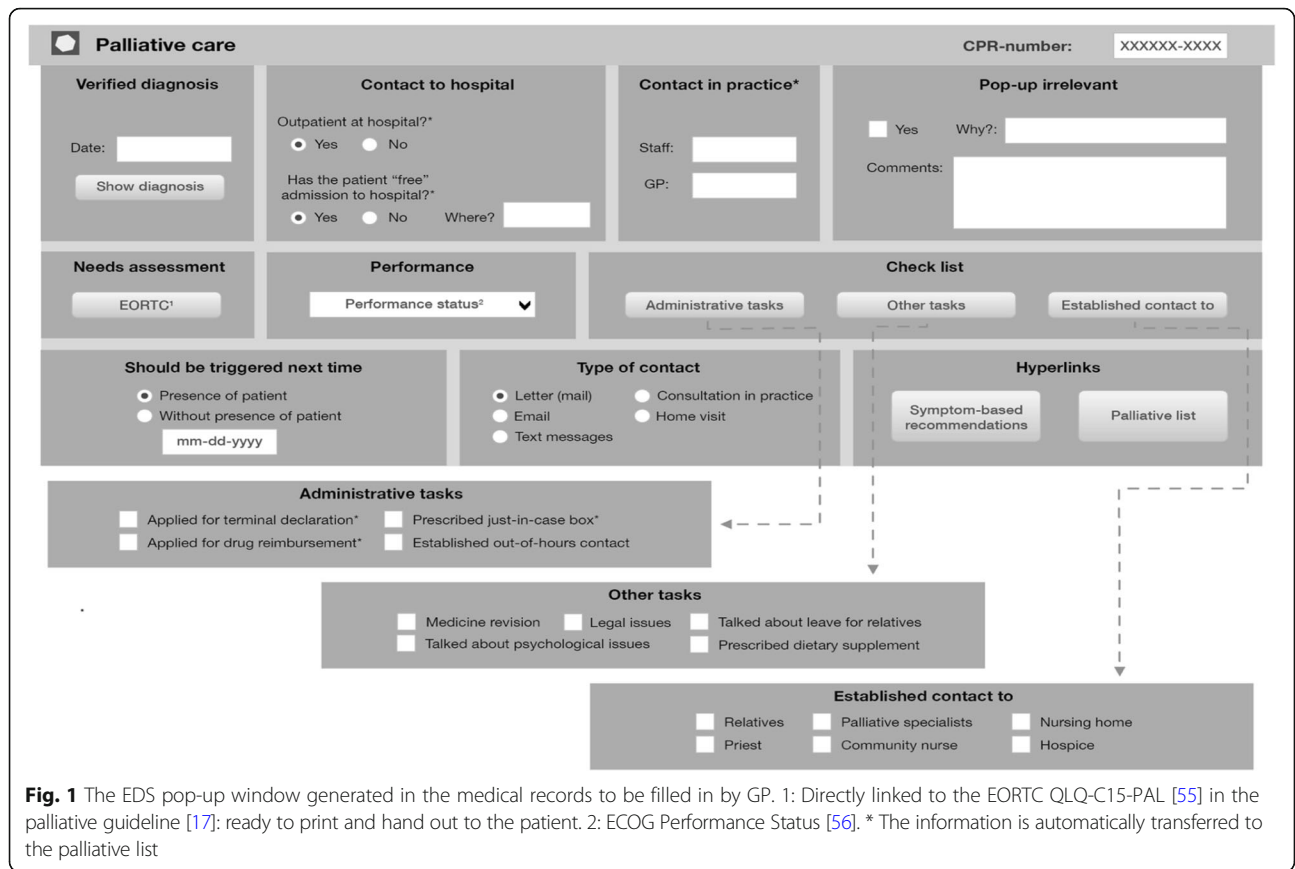 Palliative care
CPR-number: XXXXXX-XXXX
Verified diagnosis
Date:
Show diagnosis
Contact to hospital
Outpatient at hospital?*
Yes No
Has the patient “free”
admission to hospital?*
Yes No Where?
Contact in practice*
Staff:
GP:
Pop-up irrelevant
Yes Why?:
Comments:
Needs assessment
EORTC¹
Performance
Performance status²
Check list
Administrative tasks Other tasks Established contact to
Should be triggered next time
Presence of patient
Without presence of patient
mm-dd-yyyy
Type of contact
Letter (mail) Consultation in practice
Email Home visit
Text messages
Hyperlinks
Symptom-based
recommendations
Palliative list
Administrative tasks
Applied for terminal declaration* Prescribed just-in-case box*
Applied for drug reimbursement* Established out-of-hours contact
Other tasks
Medicine revision Legal issues Talked about leave for relatives
Talked about psychological issues Prescribed dietary supplement
Established contact to
Relatives Palliative specialists Nursing home
Priest Community nurse Hospice
Fig. 1 The EDS pop-up window generated in the medical records to be filled in by GP. 1: Directly linked to the EORTC QLQ-C15-PAL [55] in the
palliative guideline [17]: ready to print and hand out to the patient. 2: ECOG Performance Status [56]. * The information is automatically transferred to
the palliative list